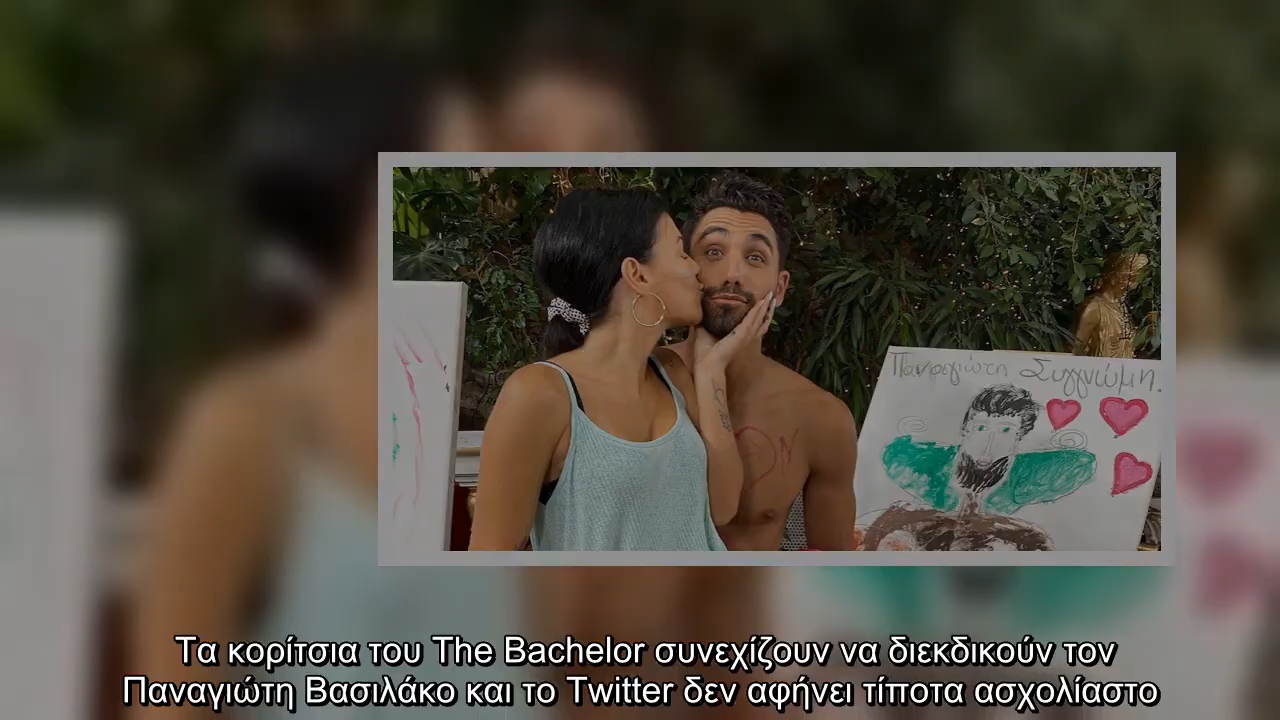 Παναγιώτη Συγγνώμη.
Τα κορίτσια του The Bachelor συνεχίζουν να διεκδικούν τον
Παναγιώτη Βασιλάκο και το Twitter δεν αφήνει τίποτα ασχολίαστο